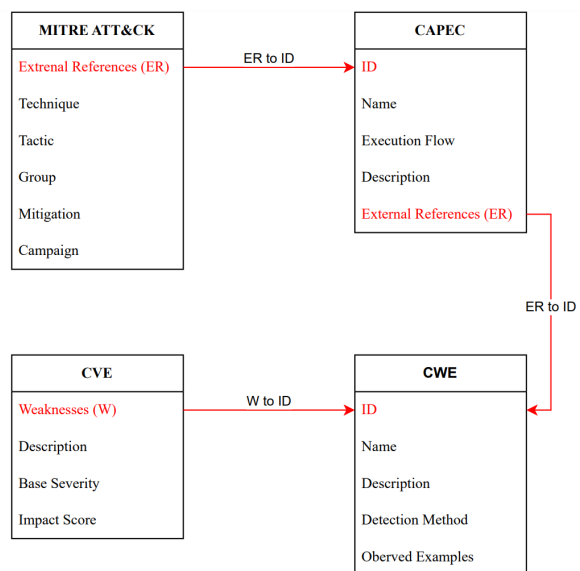 MITRE ATT&CK
Extrenal References (ER)
Technique
Tactic
Group
Mitigation
Campaign
ER to ID
CAPEC
ID
Name
Execution Flow
Description
External References (ER)
ER to ID
CVE
Weaknesses (W)
Description
Base Severity
Impact Score
W to ID
CWE
ID
Name
Description
Detection Method
Oberved Examples